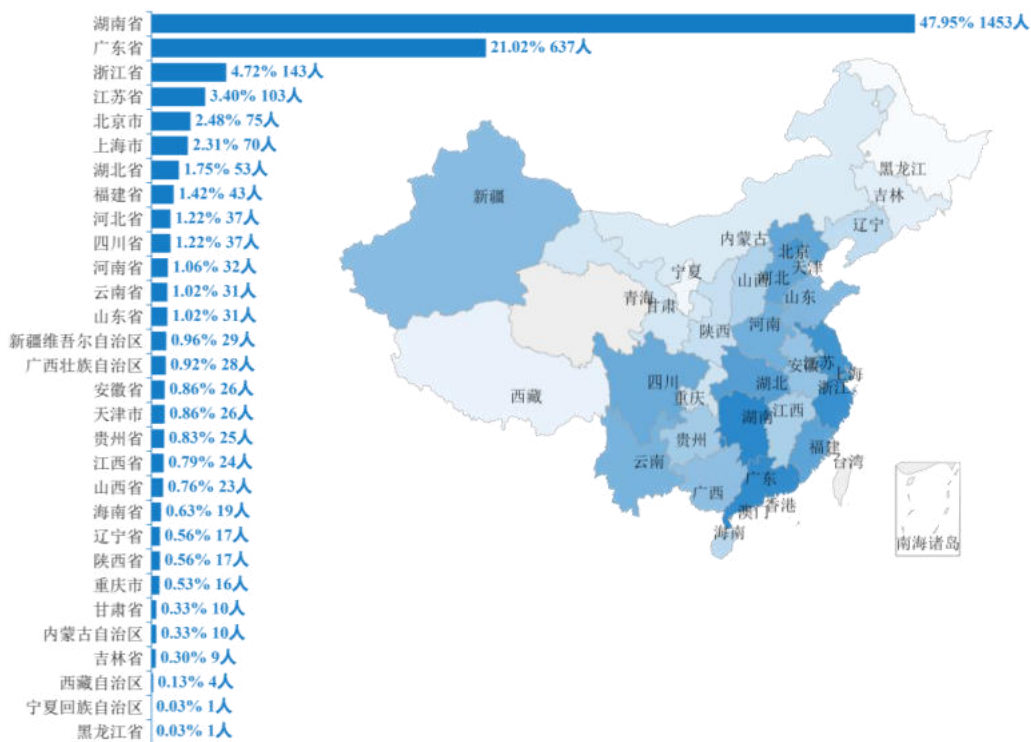 湖南省 47.95% 1453人
广东省 21.02% 637人
浙江省 4.72% 143人
江苏省 3.40% 103人
北京市 2.48% 75人
上海市 2.31% 70人
湖北省 1.75% 53人
福建省 1.42% 43人
河北省 1.22% 37人
四川省 1.22% 37人
河南省 1.06% 32人
云南省 1.02% 31人
山东省 1.02% 31人
新疆维吾尔自治区 0.96% 29人
广西壮族自治区 0.92% 28人
安徽省 0.86% 26人
天津市 0.86% 26人
贵州省 0.83% 25人
江西省 0.79% 24人
山西省 0.76% 23人
海南省 0.63% 19人
辽宁省 0.56% 17人
陕西省 0.56% 17人
重庆市 0.53% 16人
甘肃省 0.33% 10人
内蒙古自治区 0.33% 10人
吉林省 0.30% 9人
西藏自治区 0.13% 4人
宁夏回族自治区 0.03% 1人
黑龙江省 0.03% 1人
黑龙江
吉林
新疆
辽宁
内蒙古
北京
天津
宁夏
山西
河北
青海
甘肃
山东
陕西
河南
安徽
江苏
上海
四川
湖北
浙江
西藏
重庆
湖南
江西
贵州
福建
云南
台湾
广西
广东
香港
澳门
海南
南海诸岛